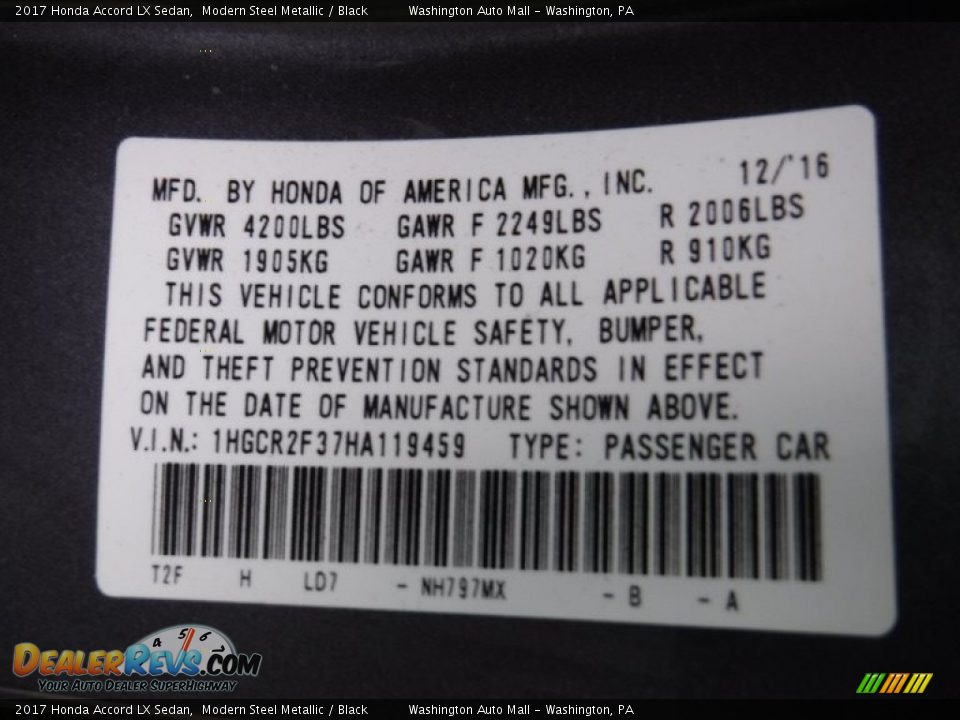 2017 Honda Accord LX Sedan, Modern Steel Metallic / Black Washington Auto Mall - Washington, PA
MFD. BY HONDA OF AMERICA MFG., INC. 12/'16
GVWR 4200LBS GAWR F 2249LBS R 2006LBS
GVWR 1905KG GAWR F 1020KG R 910KG
THIS VEHICLE CONFORMS TO ALL APPLICABLE
FEDERAL MOTOR VEHICLE SAFETY, BUMPER,
AND THEFT PREVENTION STANDARDS IN EFFECT
ON THE DATE OF MANUFACTURE SHOWN ABOVE.
V.I.N.: 1HGCR2F37HA119459 TYPE: PASSENGER CAR
T2F H LD7 - NH797MX - B - A
4 5 6
DEALERREVS.COM
YOUR AUTO DEALER SUPERHIGHWAY
2017 Honda Accord LX Sedan, Modern Steel Metallic / Black Washington Auto Mall - Washington, PA